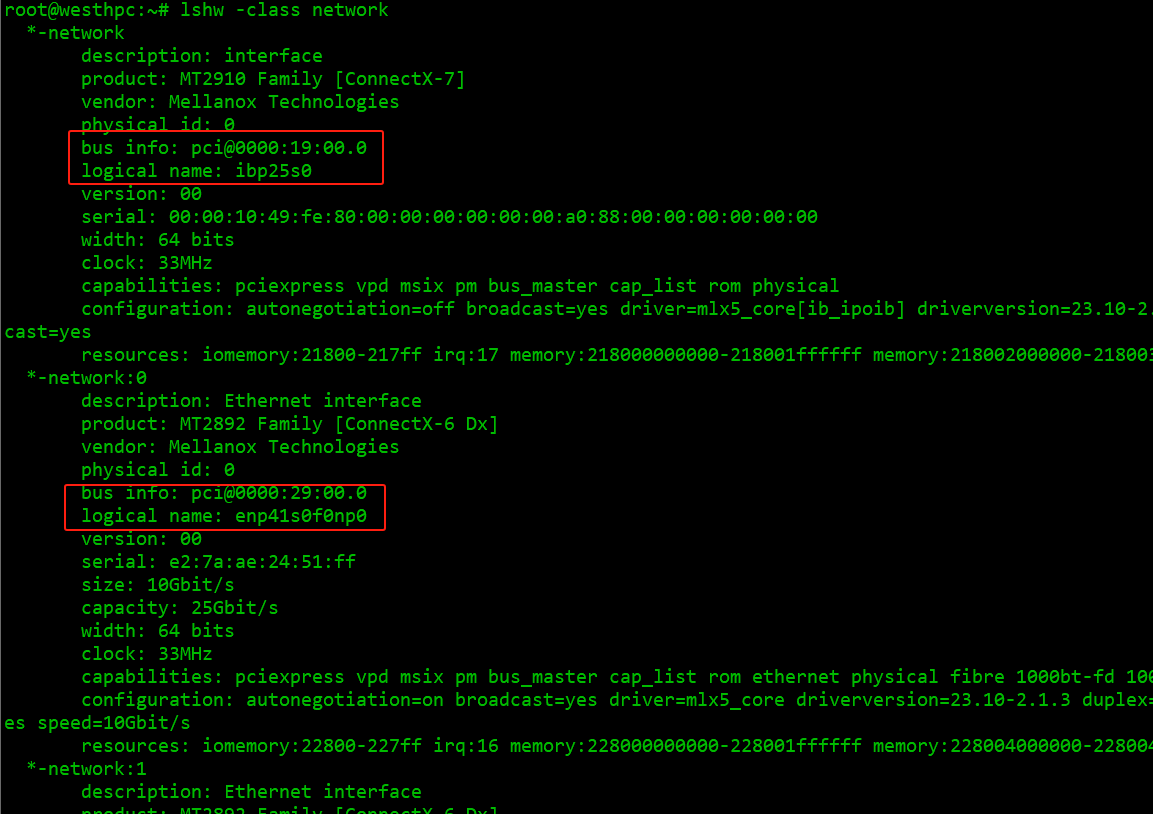 root@westhpc:~# lshw -class network
*-network
description: interface
product: MT2910 Family [ConnectX-7]
vendor: Mellanox Technologies
physical id: 0
bus info: pci@0000:19:00.0
logical name: ibp25s0
version: 00
serial: 00:00:10:49:fe:80:00:00:00:00:00:00:a0:88:00:00:00:00:00:00
width: 64 bits
clock: 33MHz
capabilities: pciexpress vpd msix pm bus_master cap_list rom physical
configuration: autonegotiation=off broadcast=yes driver=mlx5_core[ib_ipoib] driverversion=23.10-2.
cast=yes
resources: iomemory:21800-217ff irq:17 memory:218000000000-218001ffffff memory:218002000000-218003
*-network:0
description: Ethernet interface
product: MT2892 Family [ConnectX-6 Dx]
vendor: Mellanox Technologies
physical id: 0
bus info: pci@0000:29:00.0
logical name: enp41s0f0np0
version: 00
serial: e2:7a:ae:24:51:ff
size: 10Gbit/s
capacity: 25Gbit/s
width: 64 bits
clock: 33MHz
capabilities: pciexpress vpd msix pm bus_master cap_list rom ethernet physical fibre 1000bt-fd 100
configuration: autonegotiation=on broadcast=yes driver=mlx5_core driverversion=23.10-2.1.3 duplex=
es speed=10Gbit/s
resources: iomemory:22800-227ff irq:16 memory:228000000000-228001ffffff memory:228004000000-228004
*-network:1
description: Ethernet interface
product: MT2892 Family [ConnectX-6 Dx]